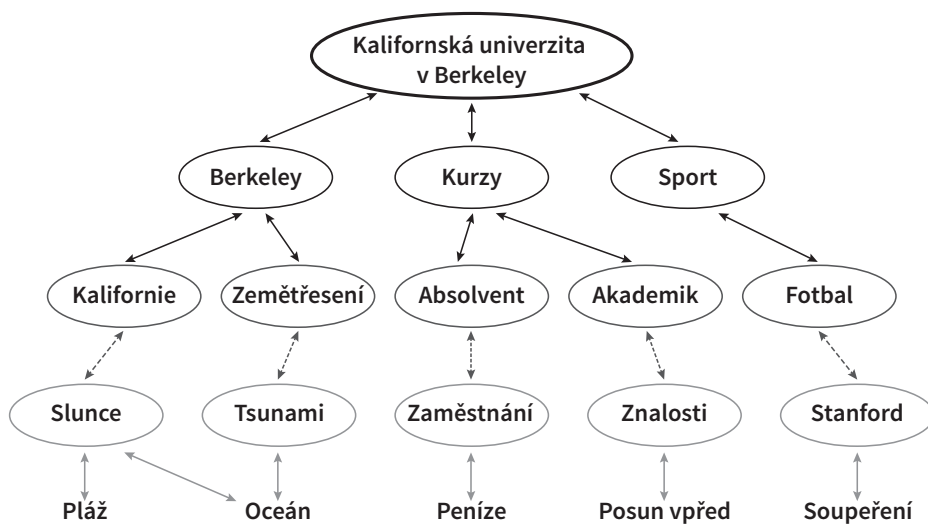 Kalifornská univerzita
v Berkeley
Berkeley
Kurzy
Sport
Kalifornie
Zemětřesení
Absolvent
Akademik
Fotbal
Slunce
Tsunami
Zaměstnání
Znalosti
Stanford
Pláž
Oceán
Peníze
Posun vpřed
Soupeření